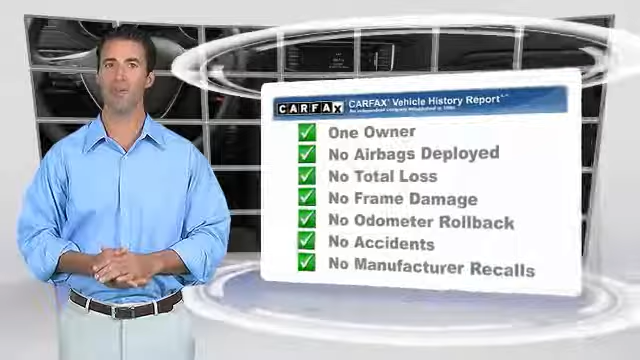 CARFAX CARFAX Vehicle History Report
One Owner
No Airbags Deployed
No Total Loss
No Frame Damage
No Odometer Rollback
No Accidents
No Manufacturer Recalls